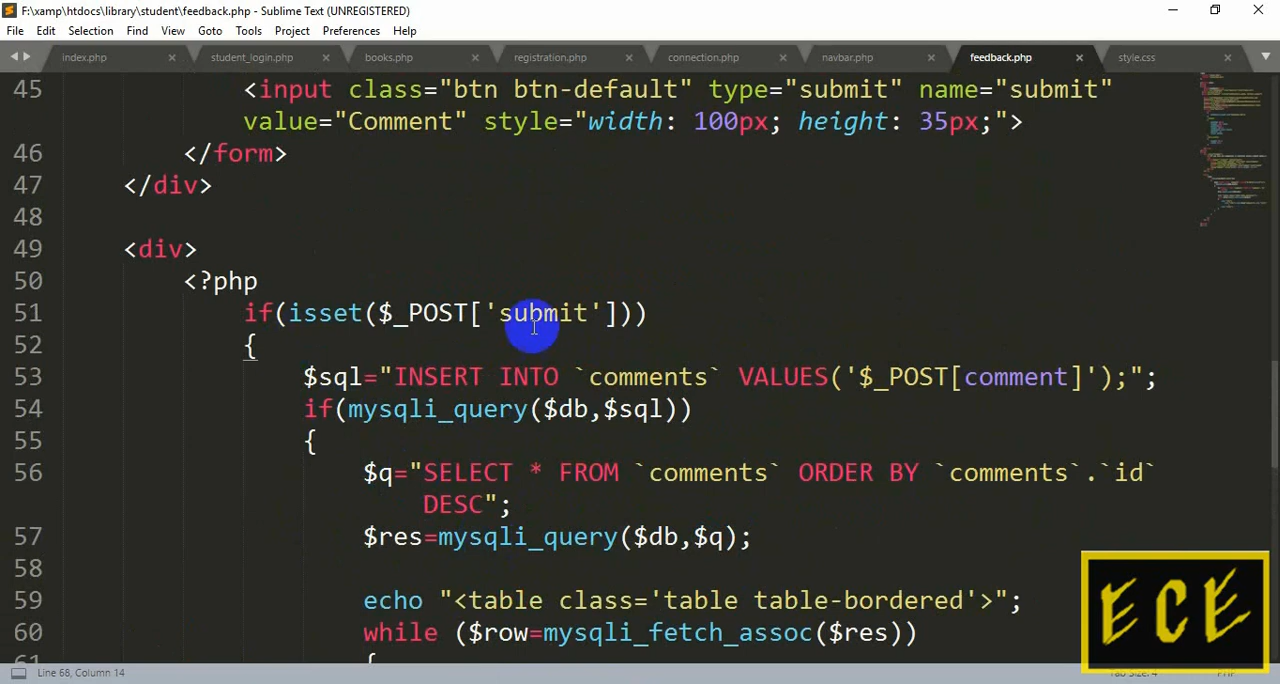 F:\xamp\htdocs\library\student\feedback.php - Sublime Text (UNREGISTERED)
File Edit Selection Find View Goto Tools Project Preferences Help
index.php student_login.php books.php registration.php connection.php navbar.php feedback.php style.css
45 <input class="btn btn-default" type="submit" name="submit"
value="Comment" style="width: 100px; height: 35px;">
46 </form>
47 </div>
48
49 <div>
50 <?php
51 if(isset($_POST['submit']))
52 {
53 $sql="INSERT INTO `comments` VALUES('$_POST[comment]');";
54 if(mysqli_query($db,$sql))
55 {
56 $q="SELECT * FROM `comments` ORDER BY `comments`.`id`
DESC";
57 $res=mysqli_query($db,$q);
58
59 echo "<table class='table table-bordered'>";
60 while ($row=mysqli_fetch_assoc($res))
61 {
ECE
Line 68, Column 14
Tab Size: 4 PHP